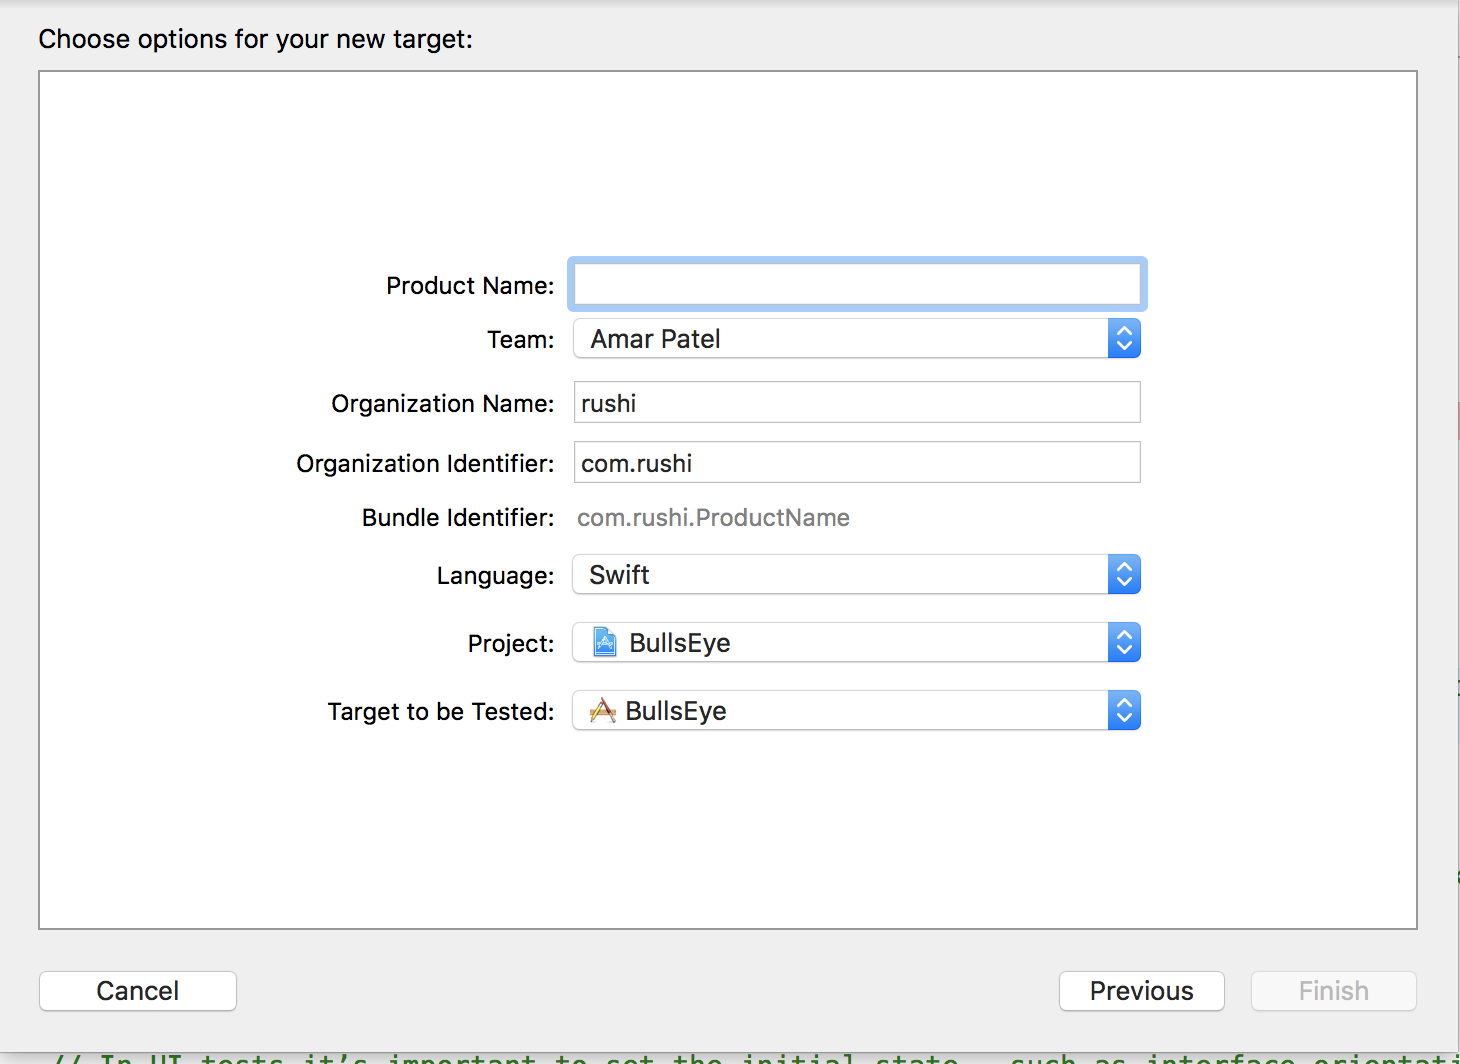 Choose options for your new target:
Product Name:
Team: Amar Patel
Organization Name: rushi
Organization Identifier: com.rushi
Bundle Identifier: com.rushi.ProductName
Language: Swift
Project: BullsEye
Target to be Tested: BullsEye
Cancel Previous Finish
// In UI tests it’s important to set the initial state - such as interface